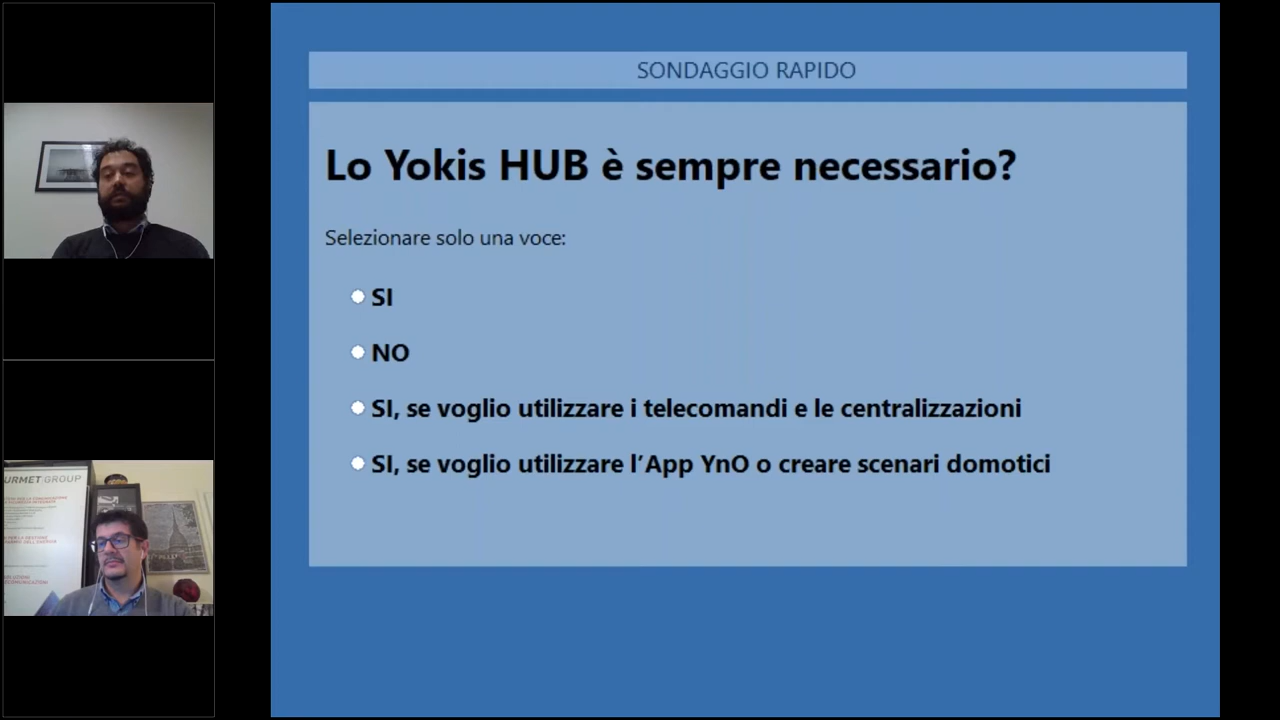 SONDAGGIO RAPIDO
Lo Yokis HUB è sempre necessario?
Selezionare solo una voce:
SI
NO
SI, se voglio utilizzare i telecomandi e le centralizzazioni
SI, se voglio utilizzare l’App YnO o creare scenari domotici
URMET GROUP